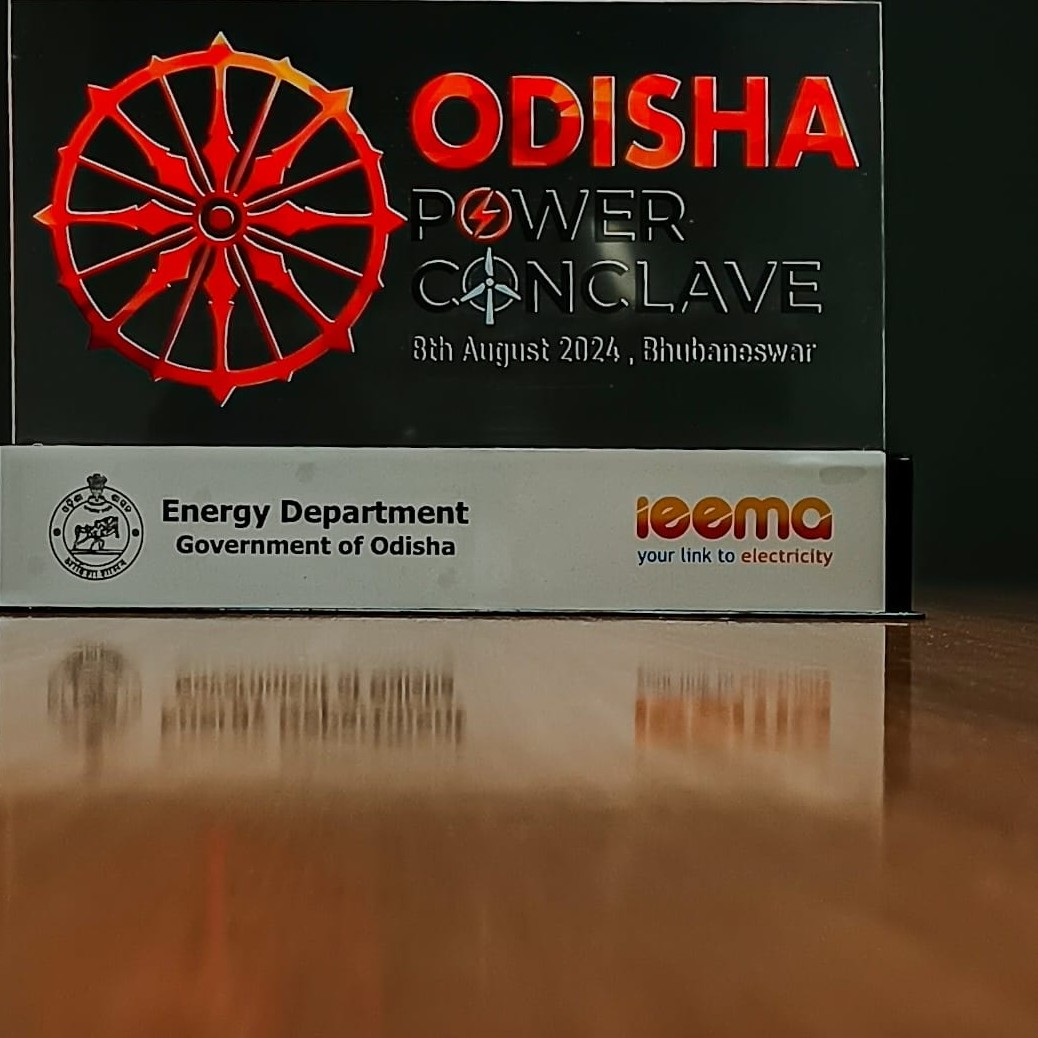 ODISHA
POWER
CONCLAVE
8th August 2024 , Bhubaneswar
Energy Department
Government of Odisha
ieema
your link to electricity